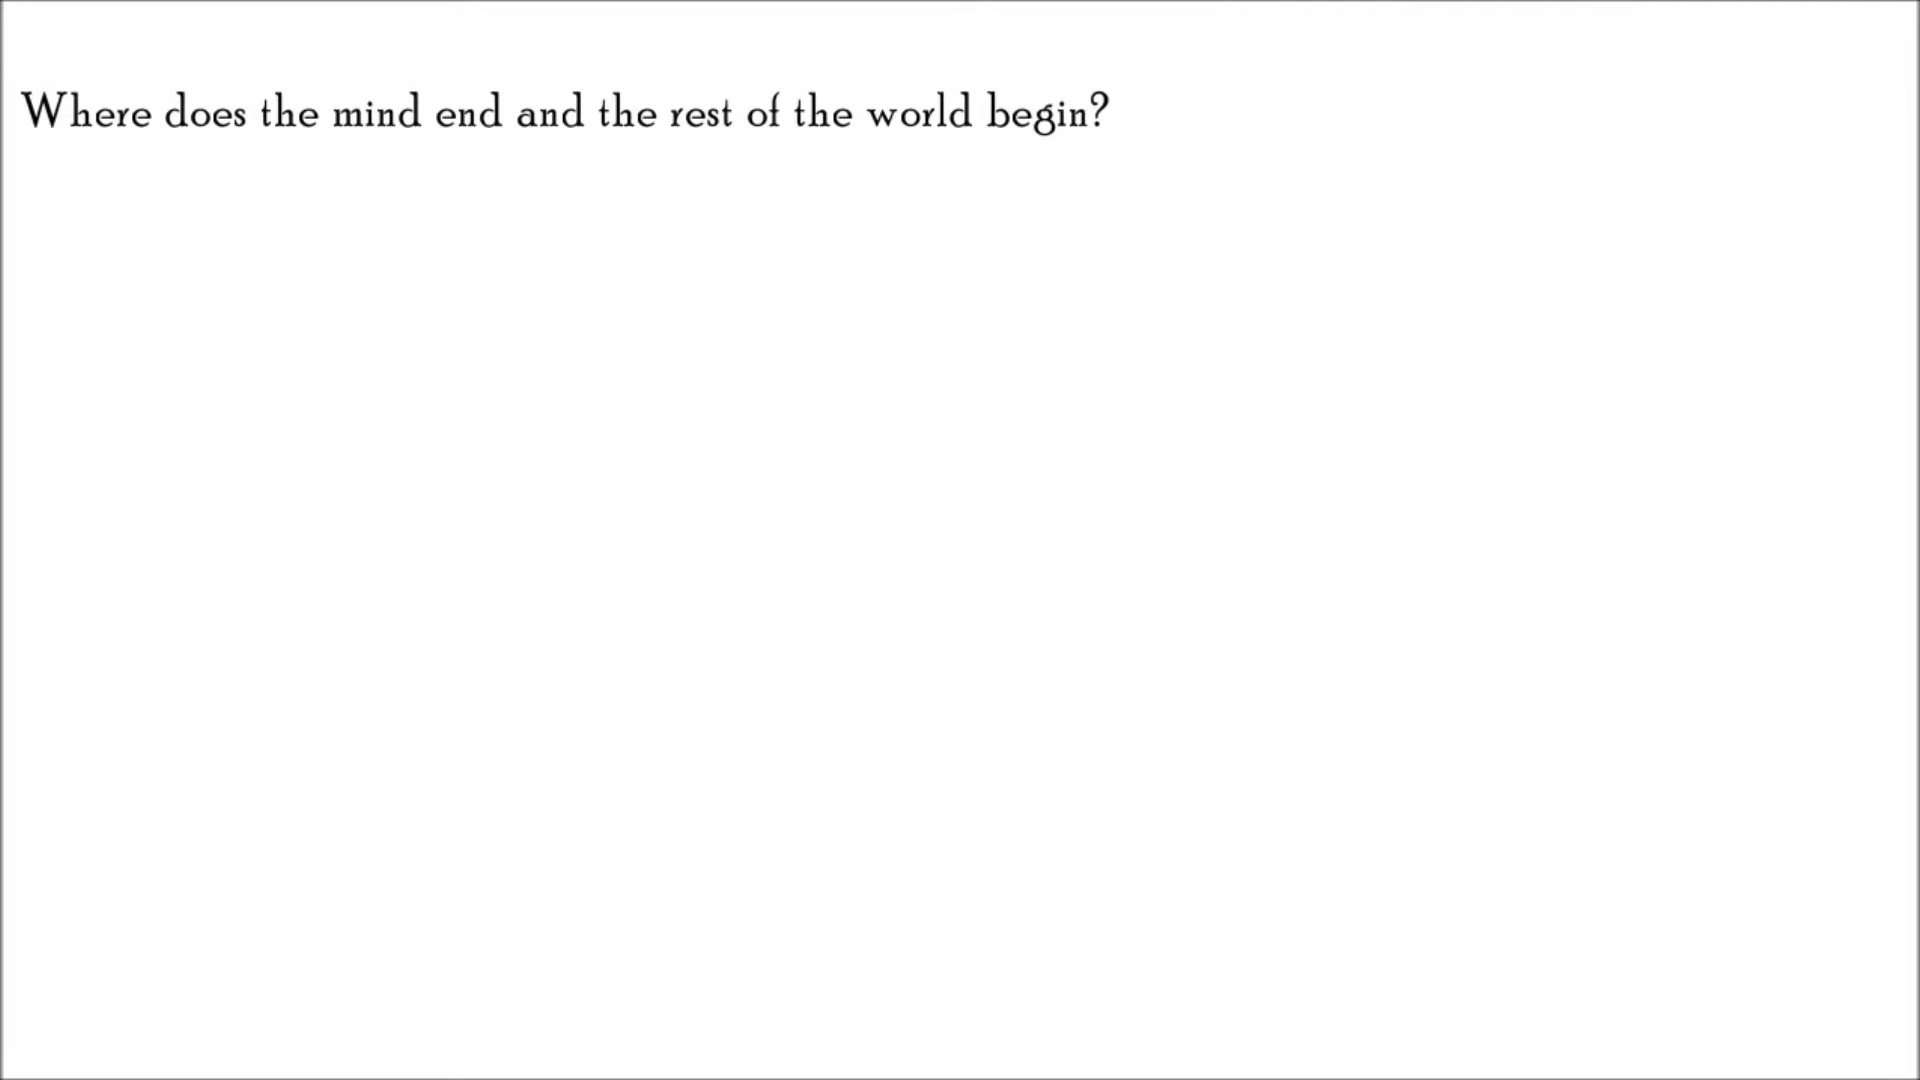 Where does the mind end and the rest of the world begin?